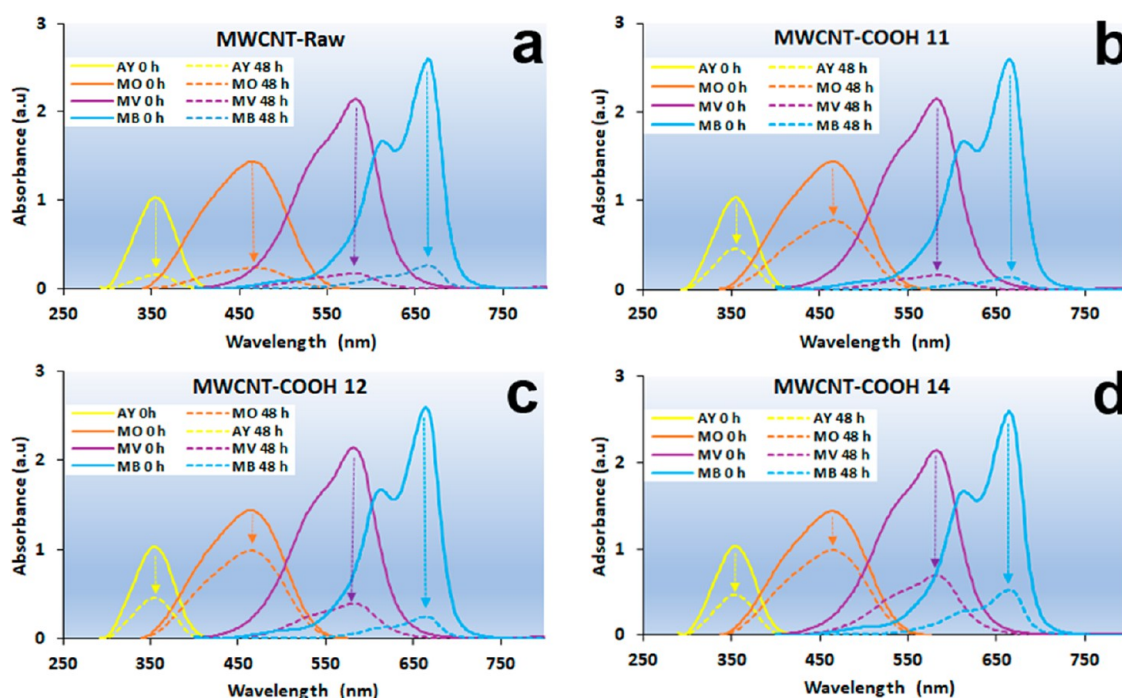 MWCNT-Raw
a
AY 0 h
AY 48 h
MO 0 h
MO 48 h
MV 0 h
MV 48 h
MB 0 h
MB 48 h
Absorbance (a.u)
3
2
1
0
250 350 450 550 650 750
Wavelength (nm)
MWCNT-COOH 11
b
AY 0 h
AY 48 h
MO 0 h
MO 48 h
MV 0 h
MV 48 h
MB 0 h
MB 48 h
Adsorbance (a.u)
3
2
1
0
250 350 450 550 650 750
Wavelength (nm)
MWCNT-COOH 12
c
AY 0h
MO 48 h
MO 0 h
AY 48 h
MV 0 h
MV 48 h
MB 0 h
MB 48 h
Absorbance (a.u)
3
2
1
0
250 350 450 550 650 750
Wavelength (nm)
MWCNT-COOH 14
d
AY 0 h
AY 48 h
MO 0 h
MO 48 h
MV 0 h
MV 48 h
MB 0 h
MB 48 h
Adsorbance (a.u)
3
2
1
0
250 350 450 550 650 750
Wavelength (nm)